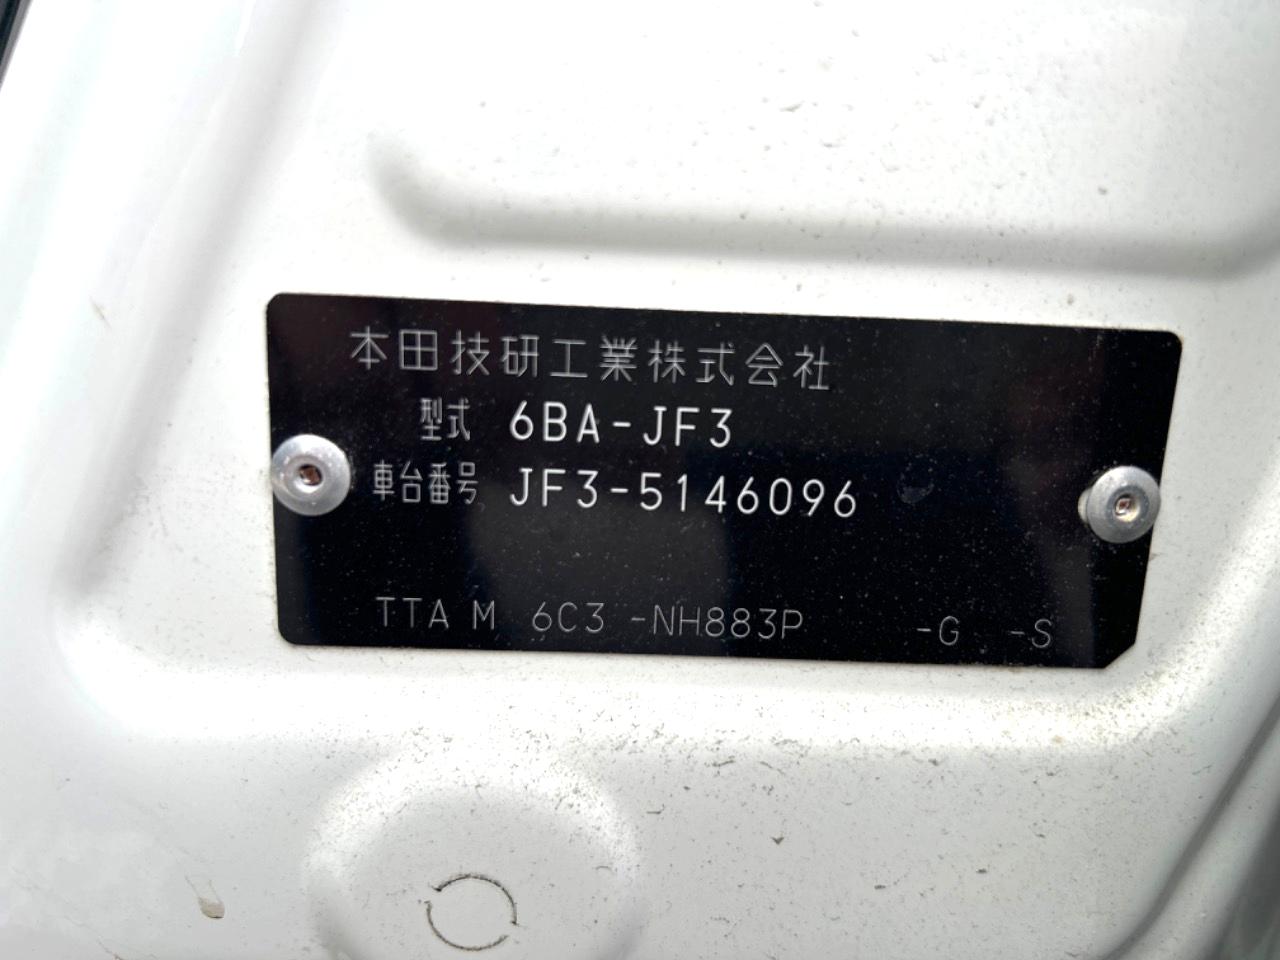 本田技研工業株式会社
型式 6BA-JF3
車台番号 JF3-5146096
TTA M 6C3 -NH883P -G -S